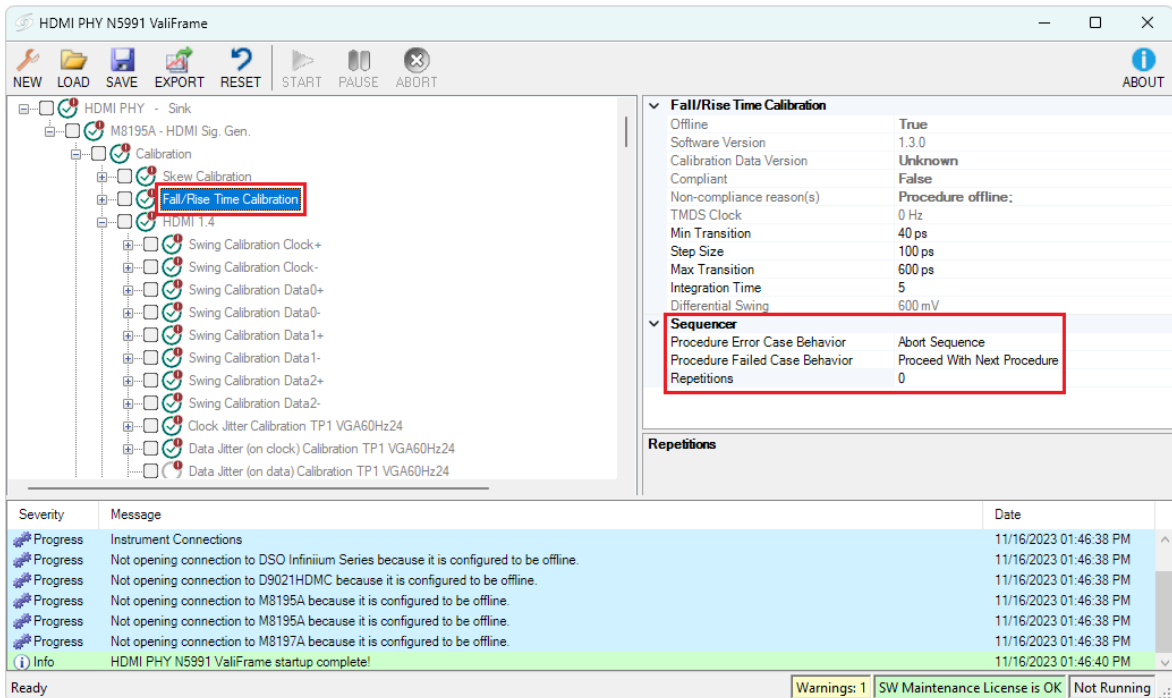 HDMI PHY N5991 ValiFrame
NEW LOAD SAVE EXPORT RESET START PAUSE ABORT ABOUT
HDMI PHY - Sink
M8195A - HDMI Sig. Gen.
Calibration
Skew Calibration
Fall/Rise Time Calibration
HDMI 1.4
Swing Calibration Clock+
Swing Calibration Clock-
Swing Calibration Data0+
Swing Calibration Data0-
Swing Calibration Data1+
Swing Calibration Data1-
Swing Calibration Data2+
Swing Calibration Data2-
Clock Jitter Calibration TP1 VGA60Hz24
Data Jitter (on clock) Calibration TP1 VGA60Hz24
Data Jitter (on data) Calibration TP1 VGA60Hz24
Fall/Rise Time Calibration
Offline True
Software Version 1.3.0
Calibration Data Version Unknown
Compliant False
Non-compliance reason(s) Procedure offline;
TMDS Clock 0 Hz
Min Transition 40 ps
Step Size 100 ps
Max Transition 600 ps
Integration Time 5
Differential Swing 600 mV
Sequencer
Procedure Error Case Behavior Abort Sequence
Procedure Failed Case Behavior Proceed With Next Procedure
Repetitions 0
Repetitions
Severity Message Date
Progress Instrument Connections 11/16/2023 01:46:38 PM
Progress Not opening connection to DSO Infiniium Series because it is configured to be offline. 11/16/2023 01:46:38 PM
Progress Not opening connection to D9021HDMC because it is configured to be offline. 11/16/2023 01:46:38 PM
Progress Not opening connection to M8195A because it is configured to be offline. 11/16/2023 01:46:38 PM
Progress Not opening connection to M8195A because it is configured to be offline. 11/16/2023 01:46:38 PM
Progress Not opening connection to M8197A because it is configured to be offline. 11/16/2023 01:46:38 PM
Info HDMI PHY N5991 ValiFrame startup complete! 11/16/2023 01:46:40 PM
Ready Warnings: 1 SW Maintenance License is OK Not Running